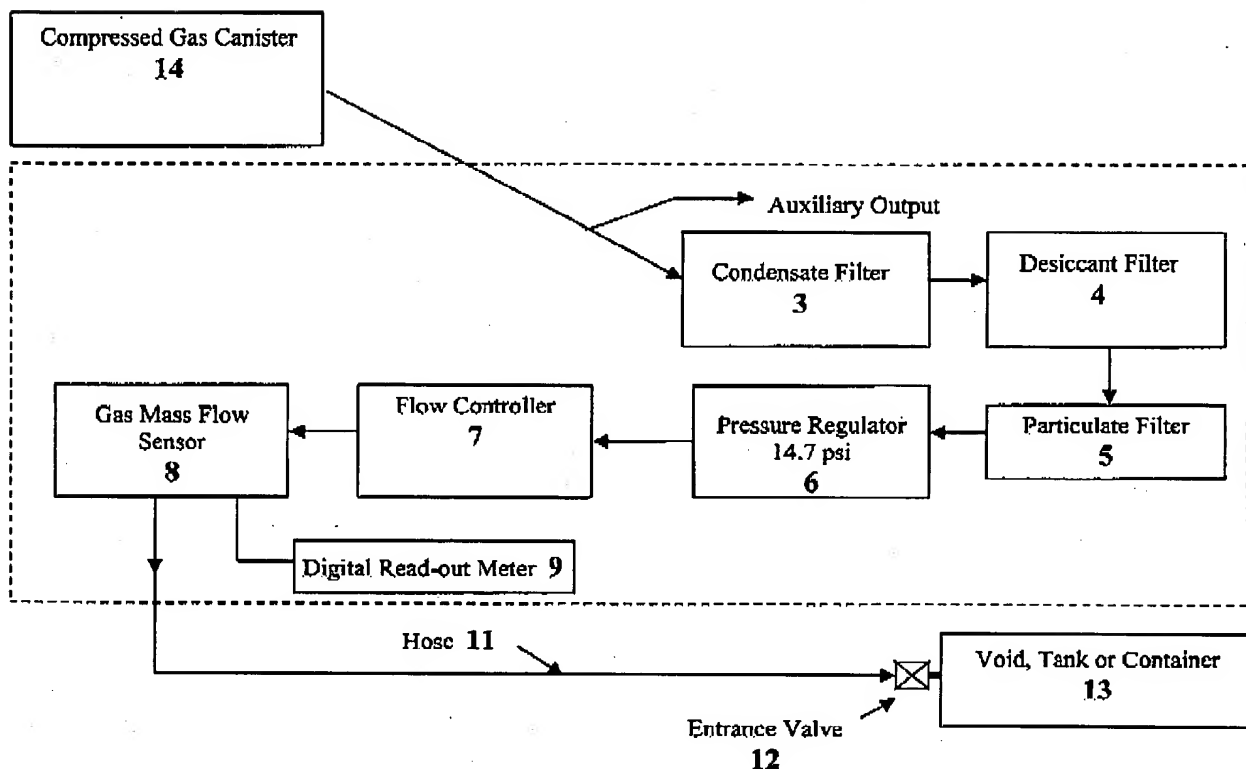 Compressed Gas Canister
14
Auxiliary Output
Condensate Filter
3
Desiccant Filter
4
Gas Mass Flow
Sensor
8
Flow Controller
7
Pressure Regulator
14.7 psi
6
Particulate Filter
5
Digital Read-out Meter 9
Hose 11
Void, Tank or Container
13
Entrance Valve
12